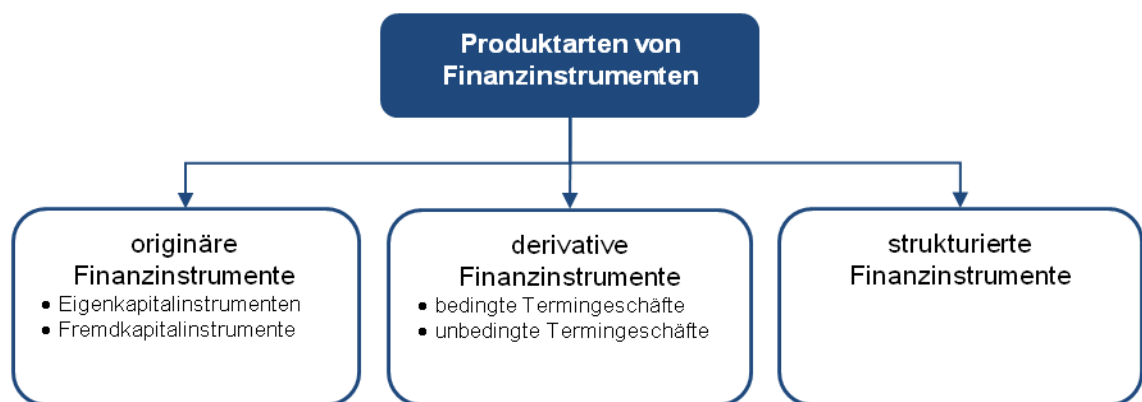 Produktarten von
Finanzinstrumenten
originäre
Finanzinstrumente
• Eigenkapitalinstrumenten
• Fremdkapitalinstrumente
derivative
Finanzinstrumente
• bedingte Termingeschäfte
• unbedingte Termingeschäfte
strukturierte
Finanzinstrumente